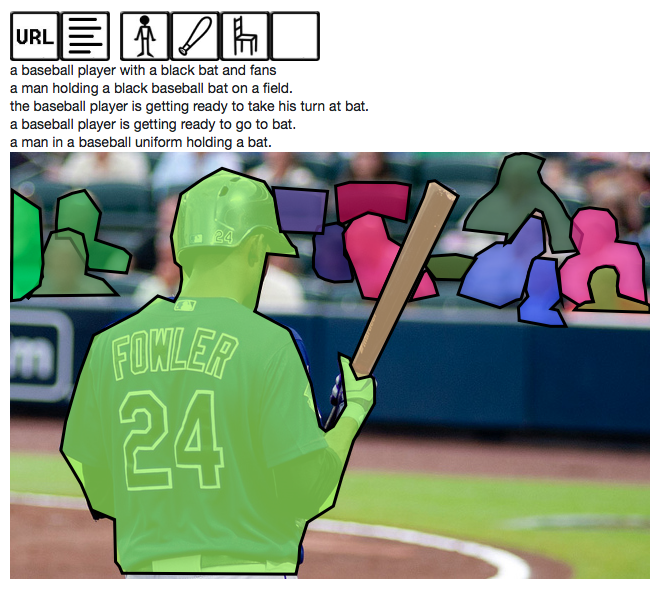 URL
a baseball player with a black bat and fans
a man holding a black baseball bat on a field.
the baseball player is getting ready to take his turn at bat.
a baseball player is getting ready to go to bat.
a man in a baseball uniform holding a bat.
24
FOWLER
24
m